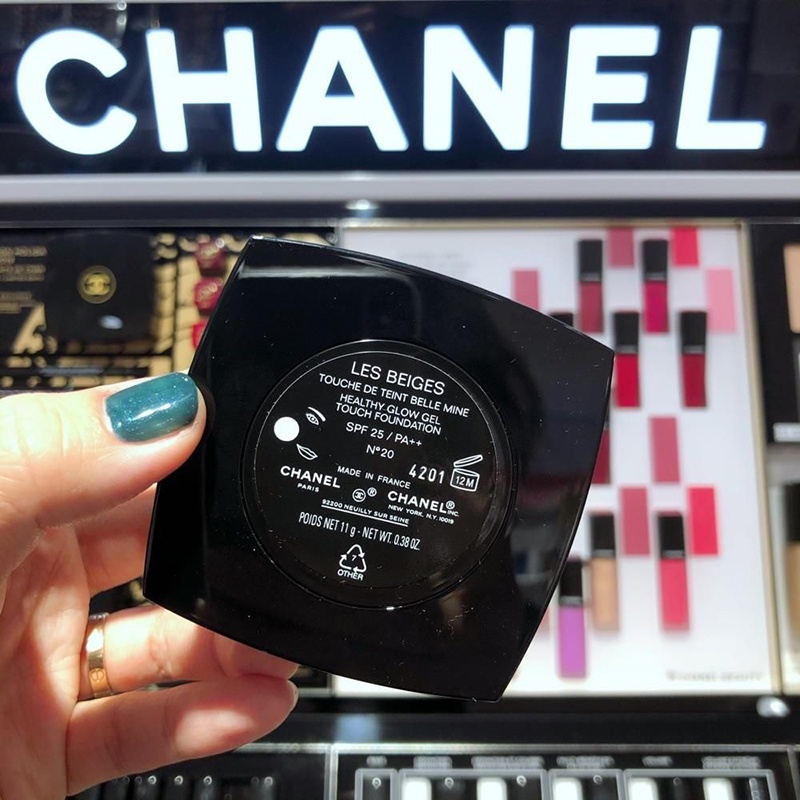 CHANEL
LES BEIGES
TOUCHE DE TEINT BELLE MINE
HEALTHY GLOW GEL
TOUCH FOUNDATION
SPF 25 / PA++
N°20
4201
12M
MADE IN FRANCE
CHANEL
PARIS
®
CHANEL INC.
NEW YORK, N.Y. 10019
92200 NEUILLY SUR SEINE
POIDS NET 11 g - NET WT. 0.38 OZ.
7
OTHER